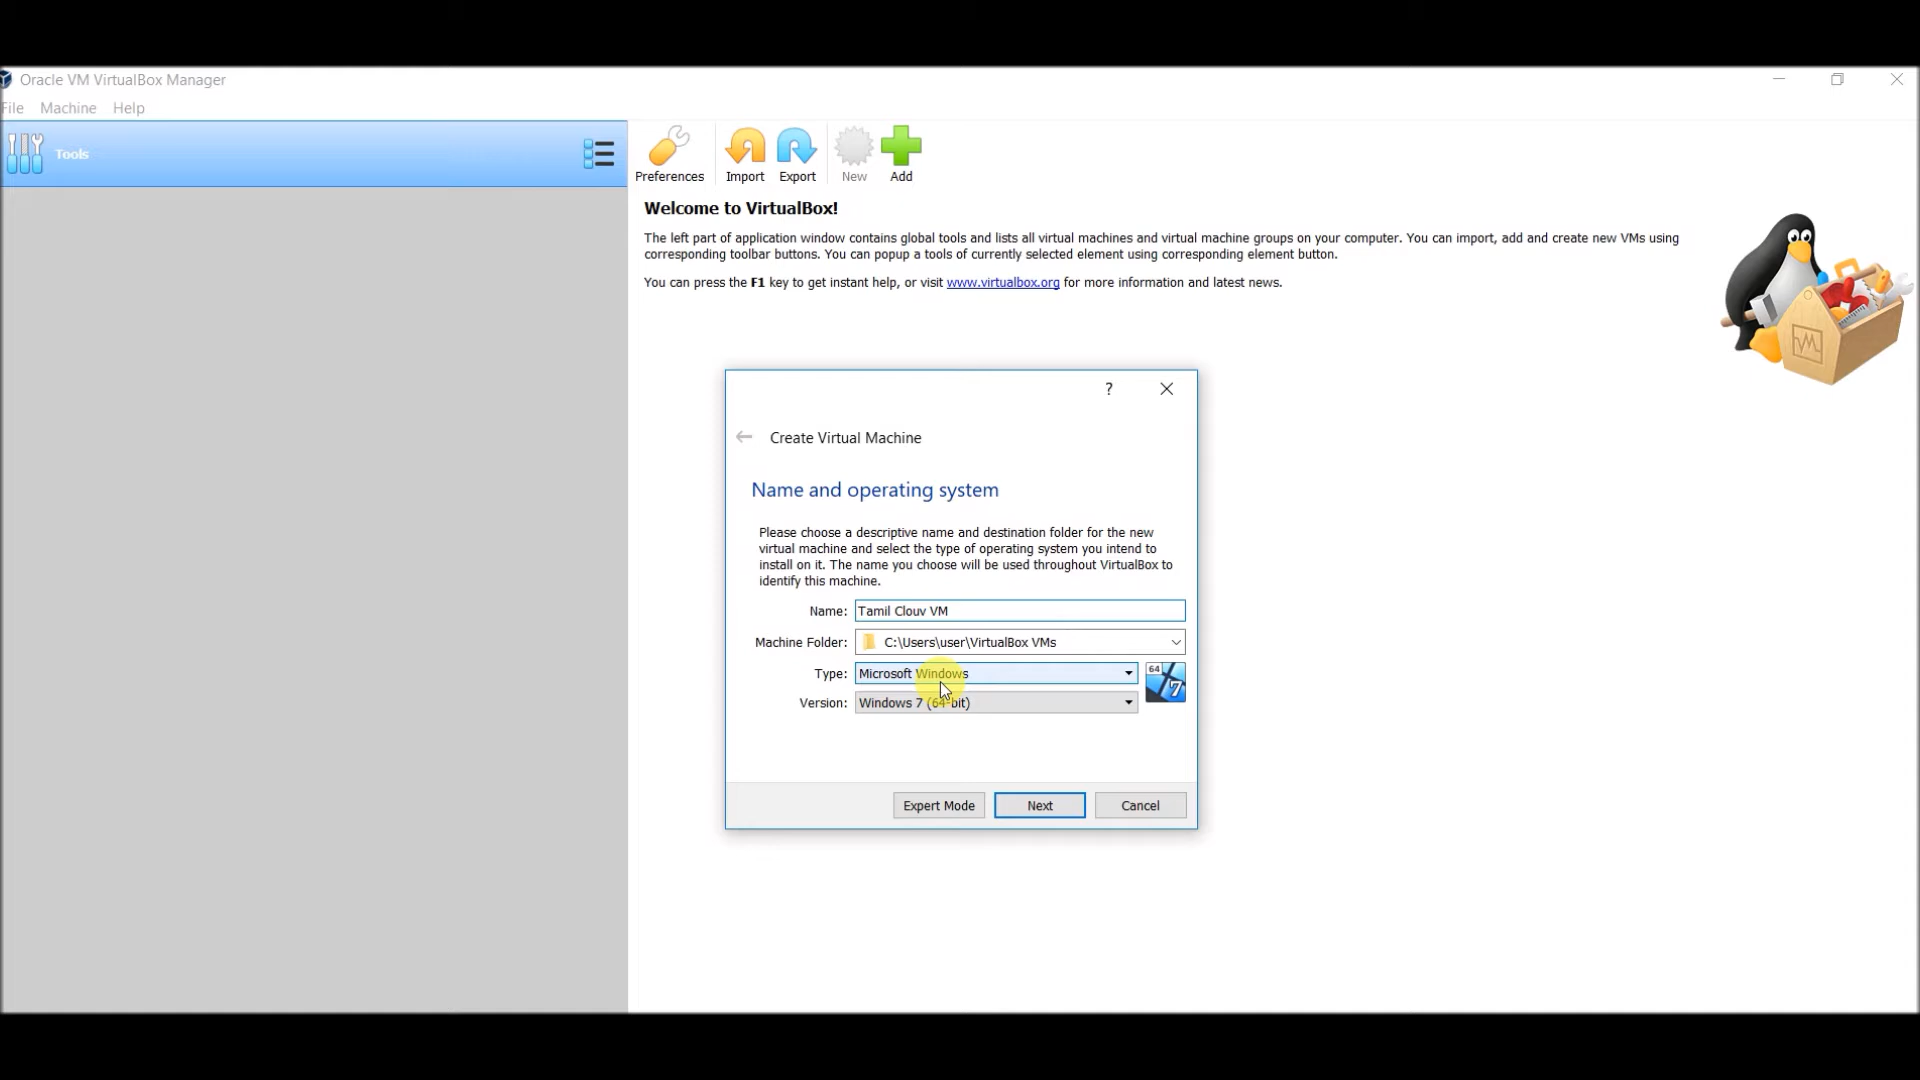 Oracle VM VirtualBox Manager
File Machine Help
Tools
Preferences Import Export New Add
Welcome to VirtualBox!
The left part of application window contains global tools and lists all virtual machines and virtual machine groups on your computer. You can import, add and create new VMs using
corresponding toolbar buttons. You can popup a tools of currently selected element using corresponding element button.
You can press the F1 key to get instant help, or visit www.virtualbox.org for more information and latest news.
?
Create Virtual Machine
Name and operating system
Please choose a descriptive name and destination folder for the new
virtual machine and select the type of operating system you intend to
install on it. The name you choose will be used throughout VirtualBox to
identify this machine.
Name: Tamil Clouv VM
Machine Folder: C:\Users\user\VirtualBox VMs
Type: Microsoft Windows
64
7
Version: Windows 7 (64-bit)
Expert Mode Next Cancel